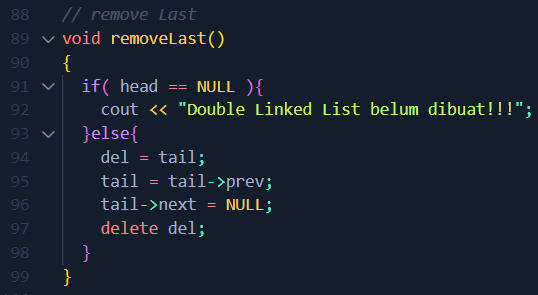 88 // remove Last
89 void removeLast()
90 {
91 if( head == NULL ){
92 cout << "Double Linked List belum dibuat!!!";
93 }else{
94 del = tail;
95 tail = tail->prev;
96 tail->next = NULL;
97 delete del;
98 }
99 }